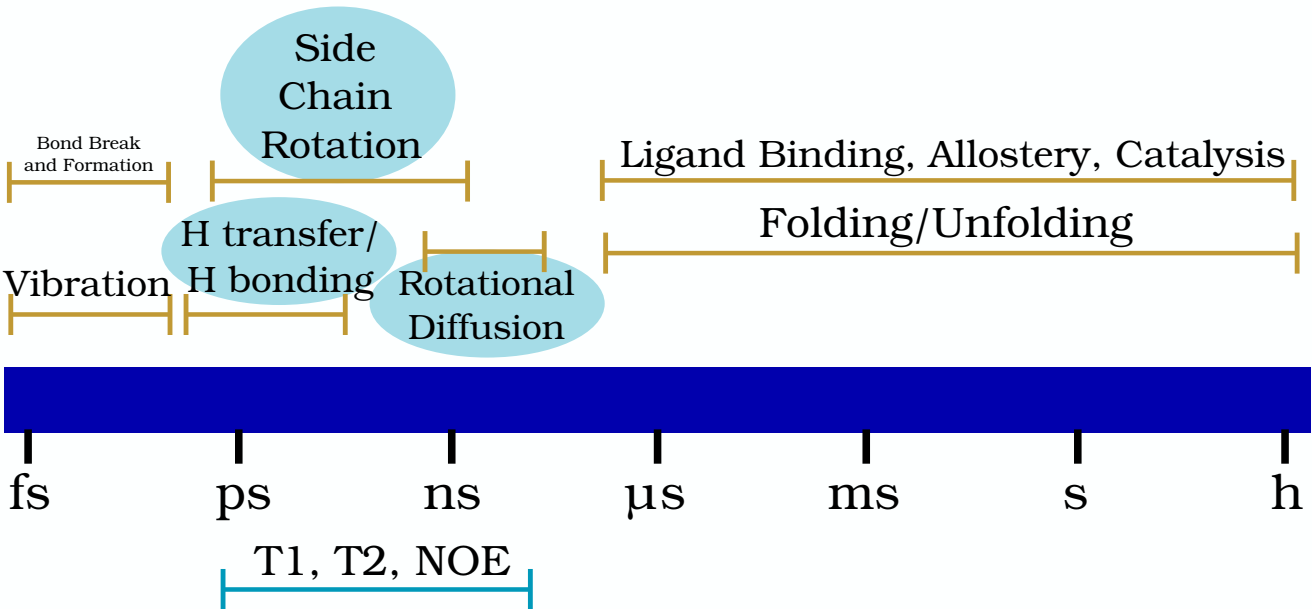 Side
Chain
Rotation
Bond Break
and Formation
Ligand Binding, Allostery, Catalysis
H transfer/
H bonding
Folding/Unfolding
Vibration
Rotational
Diffusion
fs ps ns µs ms s h
T1, T2, NOE